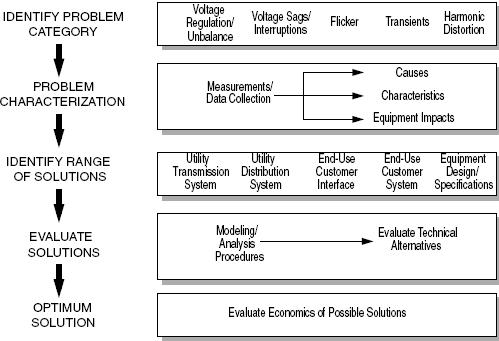 IDENTIFY PROBLEM
CATEGORY
Voltage
Regulation/
Unbalance
Voltage Sags/
Interruptions
Flicker
Transients
Harmonic
Distortion
PROBLEM
CHARACTERIZATION
Measurements/
Data Collection
Causes
Characteristics
Equipment Impacts
IDENTIFY RANGE
OF SOLUTIONS
Utility
Transmission
System
Utility
Distribution
System
End-Use
Customer
Interface
End-Use
Customer
System
Equipment
Design/
Specifications
EVALUATE
SOLUTIONS
Modeling/
Analysis
Procedures
Evaluate Technical
Alternatives
OPTIMUM
SOLUTION
Evaluate Economics of Possible Solutions